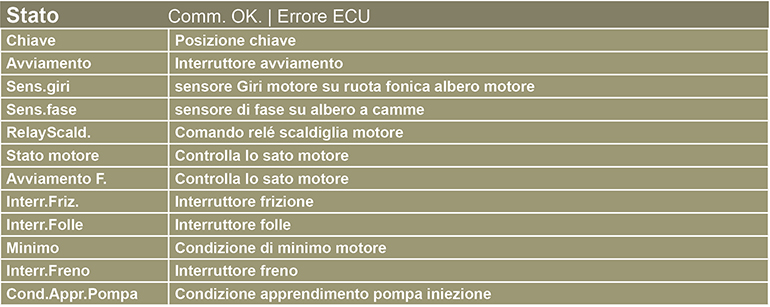 Stato Comm. OK. | Errore ECU
Chiave Posizione chiave
Avviamento Interruttore avviamento
Sens.giri sensore Giri motore su ruota fonica albero motore
Sens.fase sensore di fase su albero a camme
RelayScald. Comando relé scaldiglia motore
Stato motore Controlla lo sato motore
Avviamento F. Controlla lo sato motore
Interr.Friz. Interruttore frizione
Interr.Folle Interruttore folle
Minimo Condizione di minimo motore
Interr.Freno Interruttore freno
Cond.Appr.Pompa Condizione apprendimento pompa iniezione